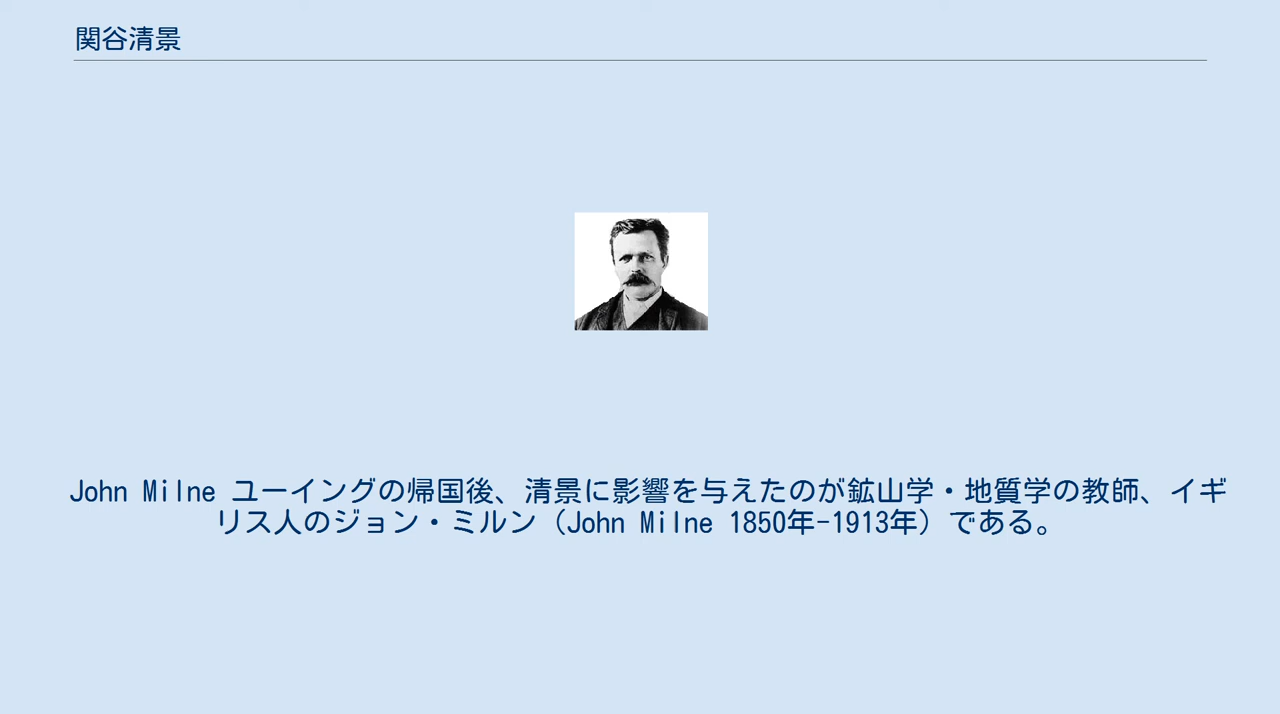 関谷清景
John Milne ユーイングの帰国後、清景に影響を与えたのが鉱山学・地質学の教師、イギ
リス人のジョン・ミルン（John Milne 1850年-1913年）である。